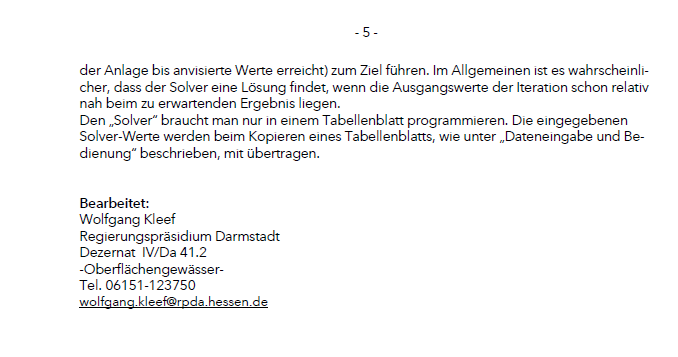 - 5 -
der Anlage bis anvisierte Werte erreicht) zum Ziel führen. Im Allgemeinen ist es wahrscheinli-
cher, dass der Solver eine Lösung findet, wenn die Ausgangswerte der Iteration schon relativ
nah beim zu erwartenden Ergebnis liegen.
Den „Solver“ braucht man nur in einem Tabellenblatt programmieren. Die eingegebenen
Solver-Werte werden beim Kopieren eines Tabellenblatts, wie unter „Dateneingabe und Be-
dienung“ beschrieben, mit übertragen.
Bearbeitet:
Wolfgang Kleef
Regierungspräsidium Darmstadt
Dezernat IV/Da 41.2
-Oberflächengewässer-
Tel. 06151-123750
wolfgang.kleef@rpda.hessen.de